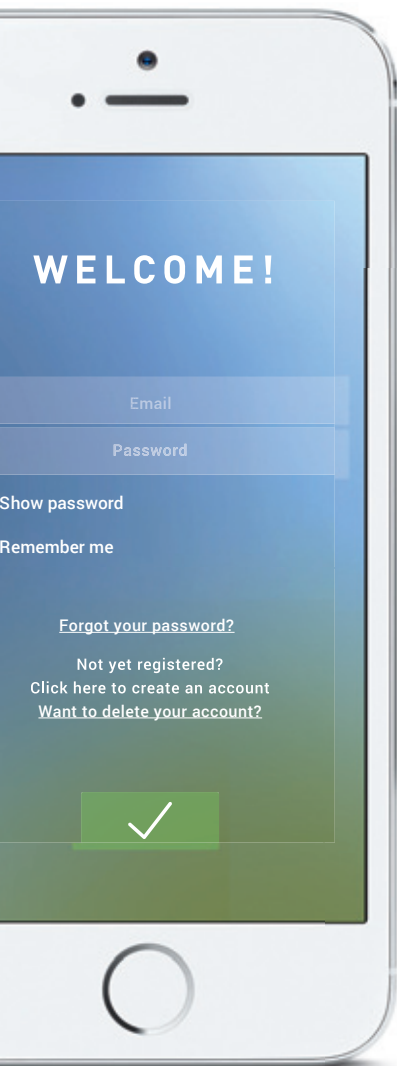 WELCOME!
Email
Password
Show password
Remember me
Forgot your password?
Not yet registered?
Click here to create an account
Want to delete your account?